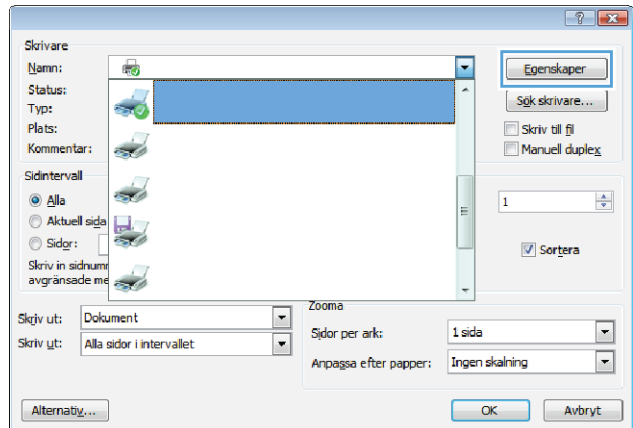 Skrivare
Namn:
Egenskaper
Status:
Sök skrivare...
Typ:
Plats:
Skriv till fil
Kommentar:
Manuell duplex
Sidintervall
Alla
1
Aktuell sida
Sidor:
Sortera
Skriv in sidnumr
avgränsade me
Zooma
Skriv ut: Dokument
Sidor per ark: 1 sida
Skriv ut: Alla sidor i intervallet
Anpassa efter papper: Ingen skalning
Alternativ...
OK
Avbryt